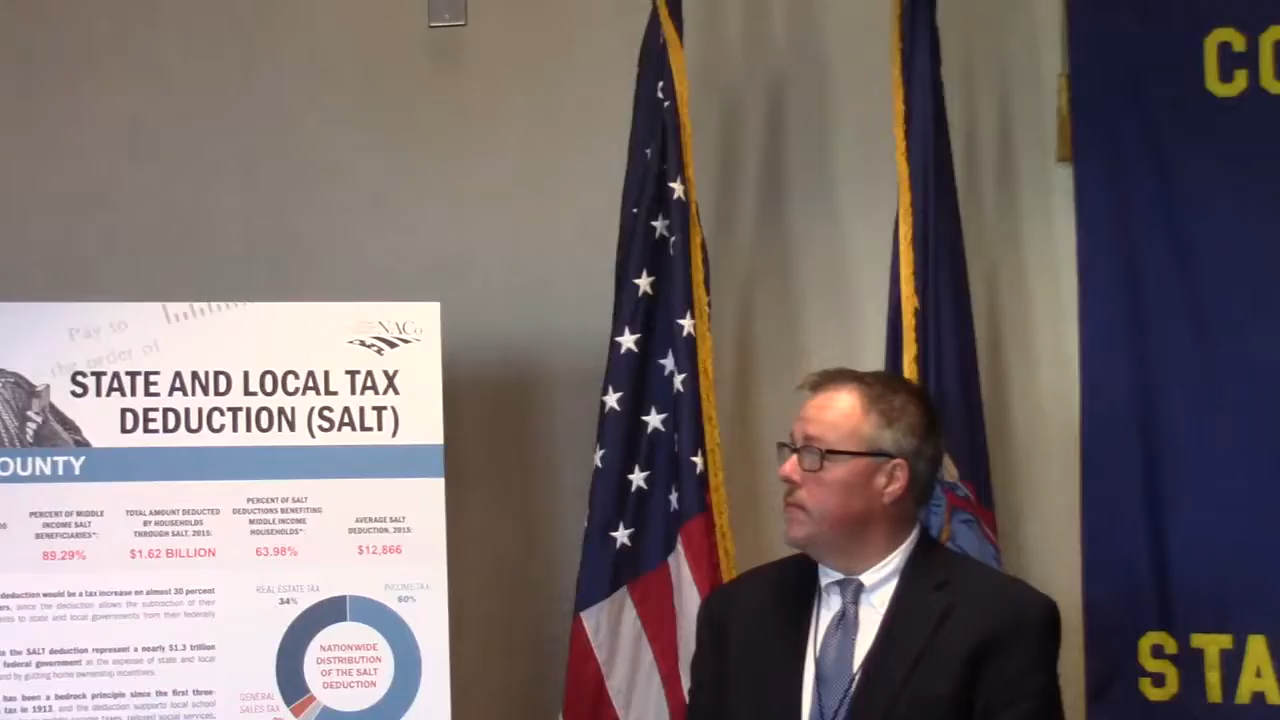 CO
Pay to
the order of
NACo
STATE AND LOCAL TAX
DEDUCTION (SALT)
OUNTY
PERCENT OF MIDDLE
INCOME SALT
BENEFICIARIES*:
89.29%
TOTAL AMOUNT DEDUCTED
BY HOUSEHOLDS
THROUGH SALT, 2015:
$1.62 BILLION
PERCENT OF SALT
DEDUCTIONS BENEFITING
MIDDLE INCOME
HOUSEHOLDS*:
63.98%
AVERAGE SALT
DEDUCTION, 2015:
$12,866
deduction would be a tax increase on almost 30 percent
since the deduction allows the subtraction of their
to state and local governments from their federally
the SALT deduction represent a nearly $1.3 trillion
federal government at the expense of state and local
by gutting home ownership incentives.
has been a bedrock principle since the first three-
tax in 1913, and the deduction supports local school
REAL ESTATE TAX
34%
INCOME TAX
60%
NATIONWIDE
DISTRIBUTION
OF THE SALT
DEDUCTION
GENERAL
SALES TAX
STA